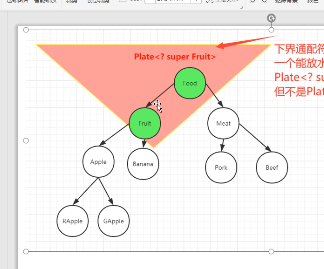 Plate<? super Fruit>
下界通配符
一个能放水
Plate<? su
但不是Plat
Food
Fruit
Meat
Apple
Banana
Pork
Beef
RApple
GApple